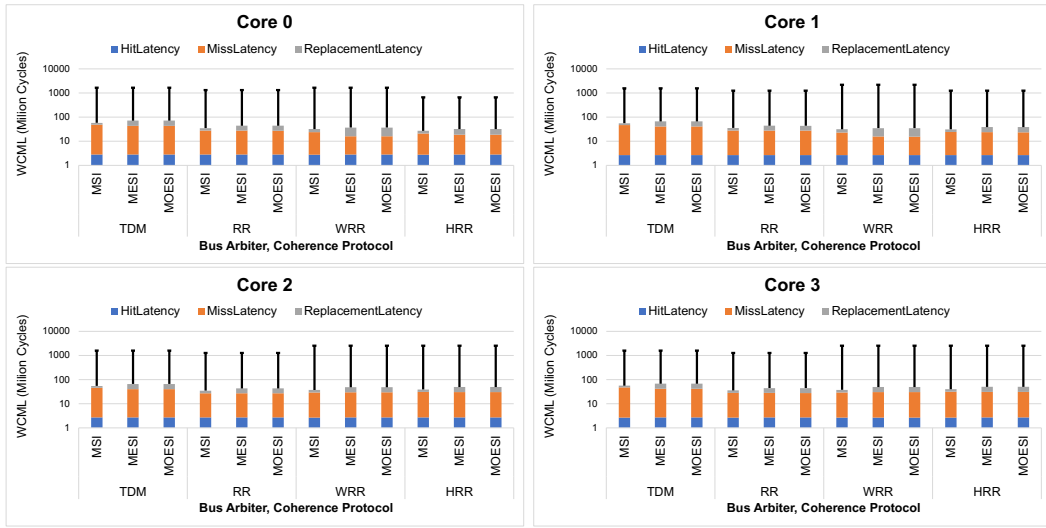 Core 0
HitLatency MissLatency ReplacementLatency
WCML (Milion Cycles)
10000
1000
100
10
1
MSI MESI MOESI MSI MESI MOESI MSI MESI MOESI MSI MESI MOESI
TDM RR WRR HRR
Bus Arbiter, Coherence Protocol
Core 1
HitLatency MissLatency ReplacementLatency
WCML (Milion Cycles)
10000
1000
100
10
1
MSI MESI MOESI MSI MESI MOESI MSI MESI MOESI MSI MESI MOESI
TDM RR WRR HRR
Bus Arbiter, Coherence Protocol
Core 2
HitLatency MissLatency ReplacementLatency
WCML (Milion Cycles)
10000
1000
100
10
1
MSI MESI MOESI MSI MESI MOESI MSI MESI MOESI MSI MESI MOESI
TDM RR WRR HRR
Bus Arbiter, Coherence Protocol
Core 3
HitLatency MissLatency ReplacementLatency
WCML (Milion Cycles)
10000
1000
100
10
1
MSI MESI MOESI MSI MESI MOESI MSI MESI MOESI MSI MESI MOESI
TDM RR WRR HRR
Bus Arbiter, Coherence Protocol